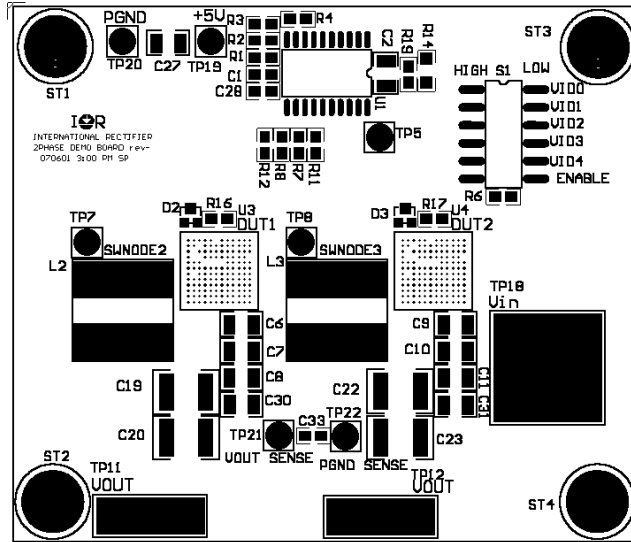 PGND
+5V
R3
R4
ST1
TP20
C27
TP19
R2
R1
C1
C28
U1
C2
R19
R14
ST3
HIGH S1 LOW
VID0
VID1
VID2
VID3
VID4
ENABLE
R6
TP5
IOR
INTERNATIONAL RECTIFIER
2PHASE DEMO BOARD rev-
070601 3:00 PM SP
R12
R8
R7
R11
D2
R16
U3
DUT1
TP7
SWNODE2
L2
TP8
SWNODE3
L3
D3
R17
U4
DUT2
TP18
Vin
C6
C7
C8
C30
C9
C10
C11
C31
C19
C20
C22
C23
TP21
C33
TP22
VOUT SENSE
PGND SENSE
ST2
TP11
VOUT
TP12
VOUT
ST4